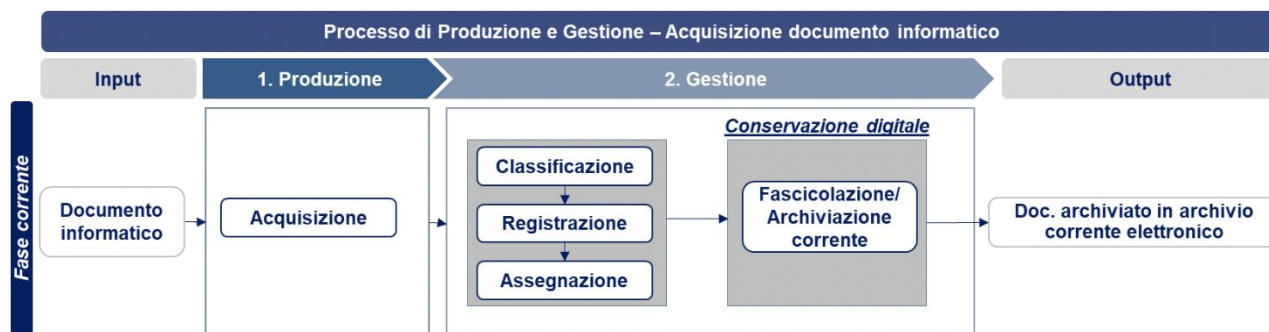 Processo di Produzione e Gestione – Acquisizione documento informatico
Input
1. Produzione
2. Gestione
Output
Fase corrente
Documento
informatico
Acquisizione
Classificazione
Registrazione
Assegnazione
Conservazione digitale
Fascicolazione/
Archiviazione
corrente
Doc. archiviato in archivio
corrente elettronico